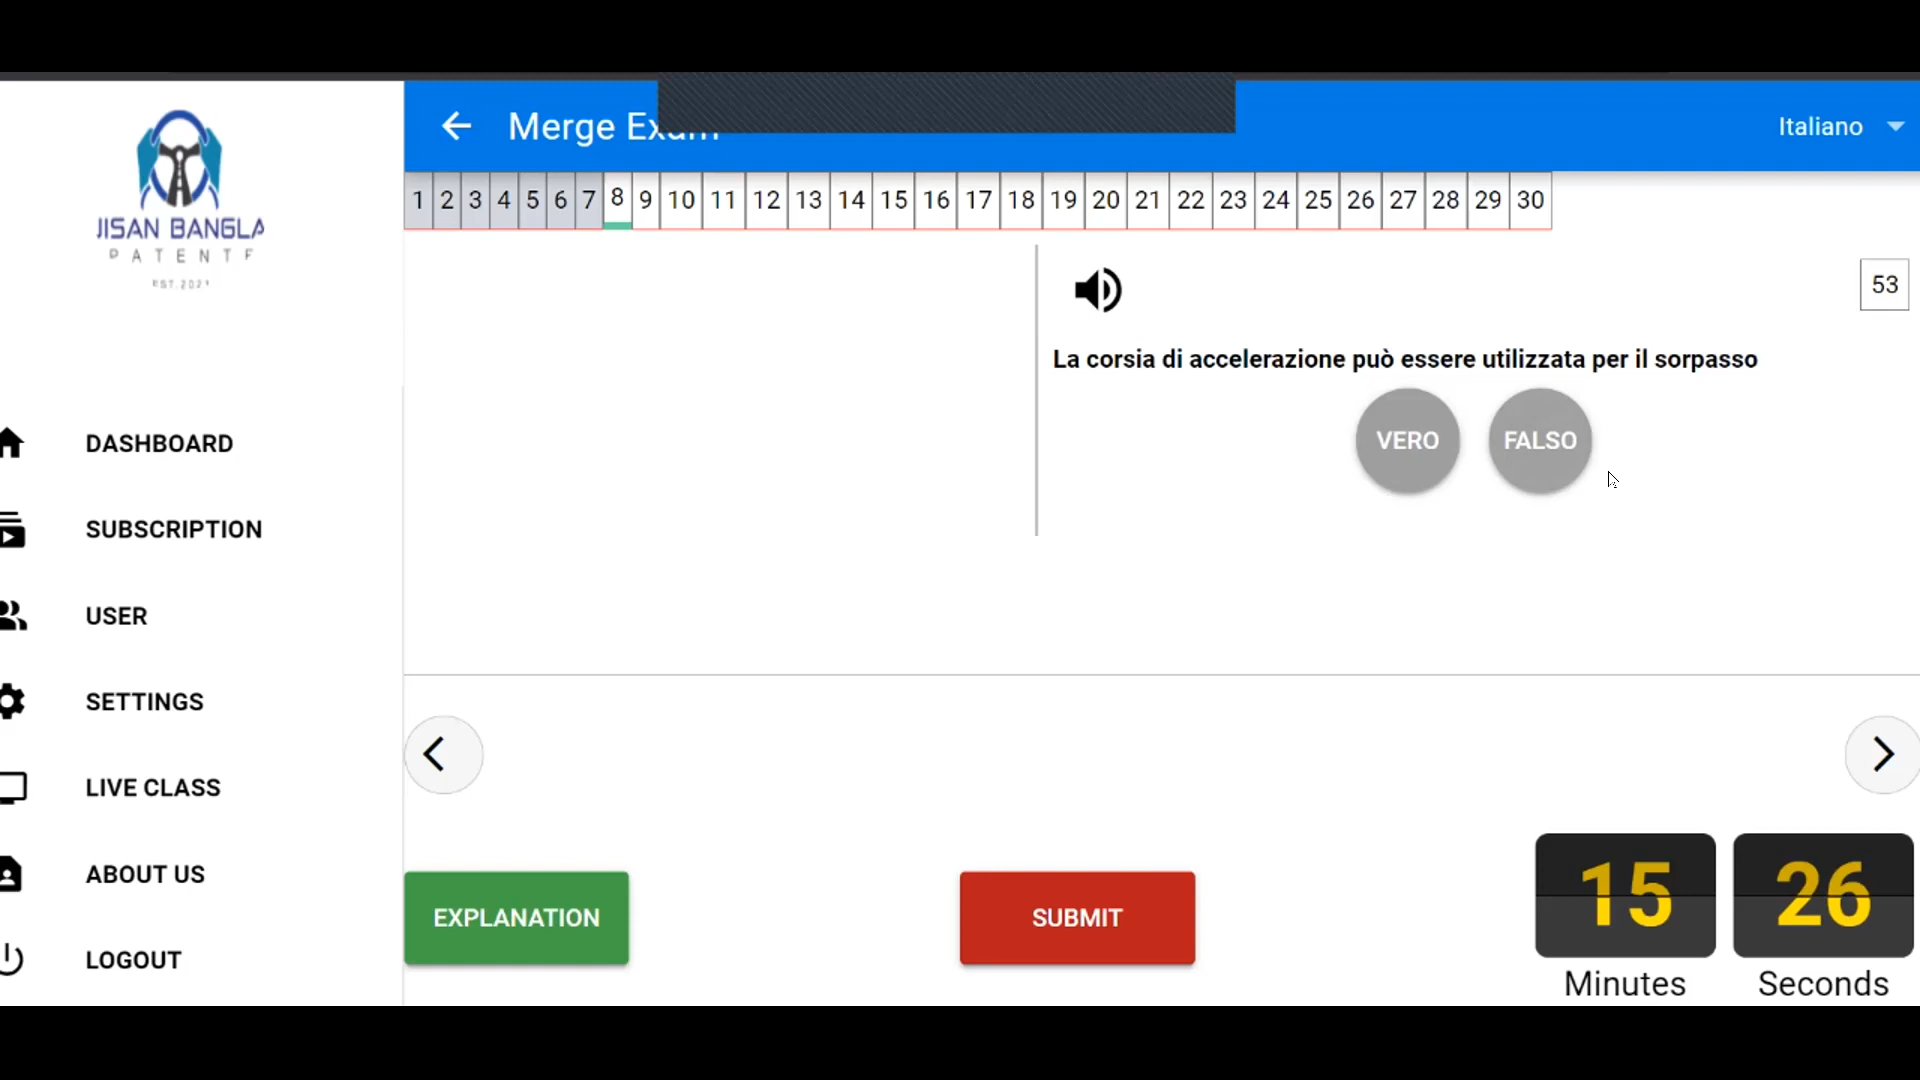 JISAN BANGLA
PATENTE
EST.2021
Merge Exam
Italiano
1 2 3 4 5 6 7 8 9 10 11 12 13 14 15 16 17 18 19 20 21 22 23 24 25 26 27 28 29 30
53
La corsia di accelerazione può essere utilizzata per il sorpasso
VERO FALSO
DASHBOARD
SUBSCRIPTION
USER
SETTINGS
LIVE CLASS
ABOUT US
LOGOUT
EXPLANATION
SUBMIT
15 26
Minutes Seconds